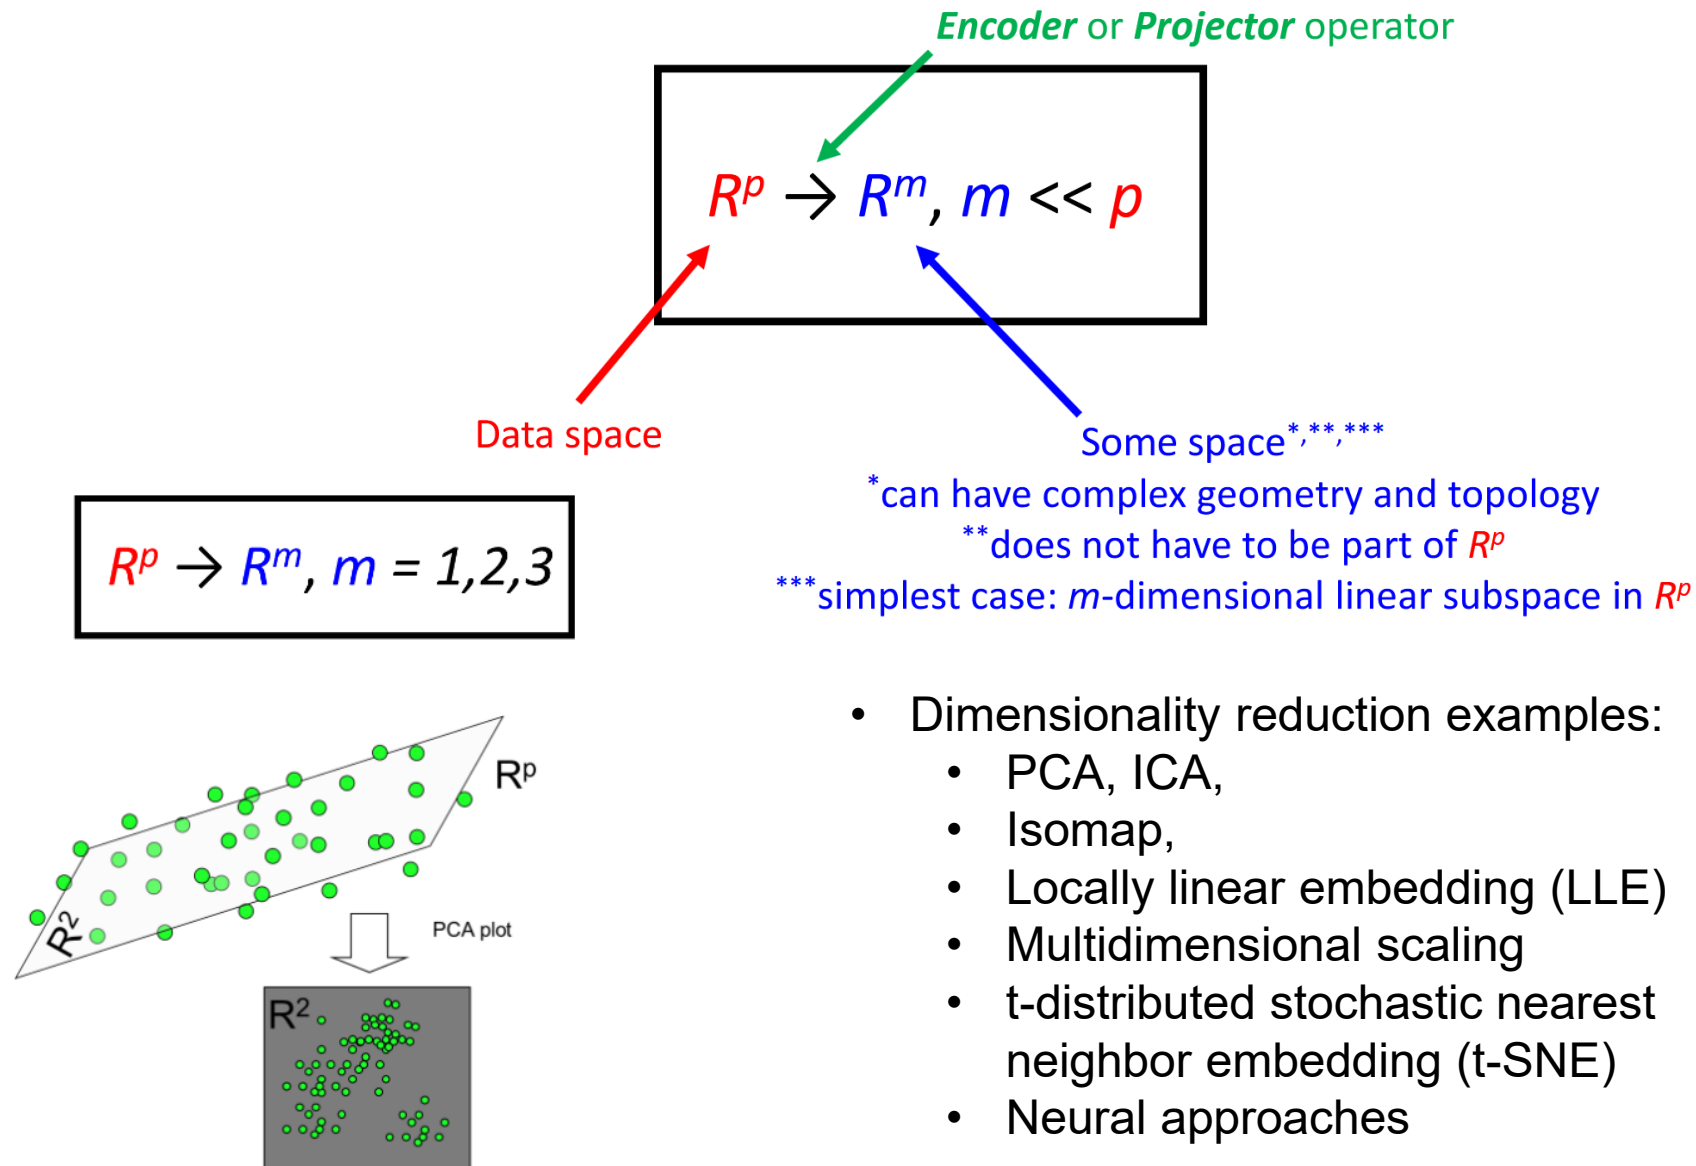 Encoder or Projector operator
Rᵖ → Rᵐ, m << p
Data space
Some space*,**,***
*can have complex geometry and topology
**does not have to be part of Rᵖ
***simplest case: m-dimensional linear subspace in Rᵖ
Rᵖ → Rᵐ, m = 1,2,3
Rᵖ
R²
PCA plot
R²
• Dimensionality reduction examples:
• PCA, ICA,
• Isomap,
• Locally linear embedding (LLE)
• Multidimensional scaling
• t-distributed stochastic nearest
neighbor embedding (t-SNE)
• Neural approaches